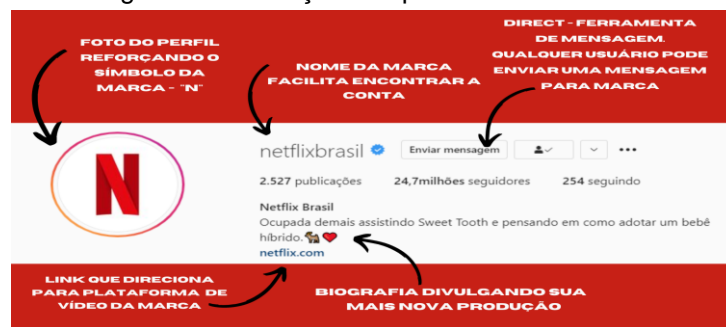 FOTO DO PERFIL
REFORÇANDO O
SÍMBOLO DA
MARCA - "N"
NOME DA MARCA
FACILITA ENCONTRAR A
CONTA
DIRECT - FERRAMENTA
DE MENSAGEM.
QUALQUER USUÁRIO PODE
ENVIAR UMA MENSAGEM
PARA MARCA
N
netflixbrasil Enviar mensagem
2.527 publicações 24,7milhões seguidores 254 seguindo
Netflix Brasil
Ocupada demais assistindo Sweet Tooth e pensando em como adotar um bebê
híbrido.🐐❤️
netflix.com
LINK QUE DIRECIONA
PARA PLATAFORMA DE
VÍDEO DA MARCA
BIOGRAFIA DIVULGANDO SUA
MAIS NOVA PRODUÇÃO